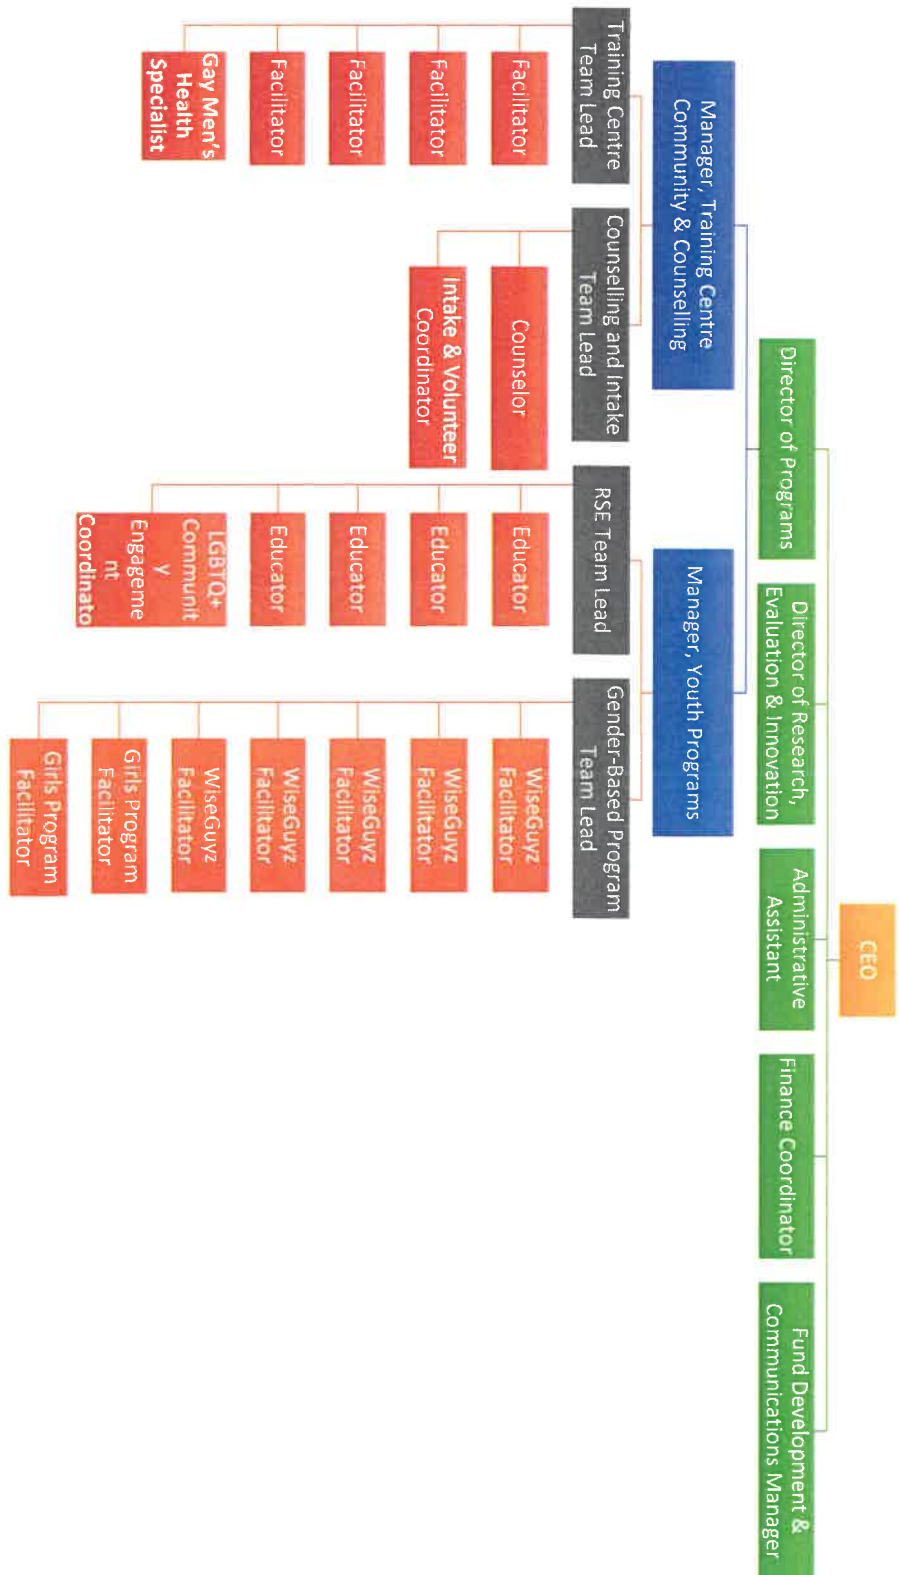 CEO
Director of Programs
Director of Research,
Evaluation & Innovation
Administrative
Assistant
Finance Coordinator
Fund Development &
Communications Manager
Manager, Training Centre
Community & Counselling
Manager, Youth Programs
Training Centre
Team Lead
Counselling and Intake
Team Lead
RSE Team Lead
Gender-Based Program
Team Lead
Facilitator
Facilitator
Facilitator
Facilitator
Gay Men's
Health
Specialist
Counselor
Intake & Volunteer
Coordinator
Educator
Educator
Educator
Educator
LGBTQ+
Communit
y
Engageme
nt
Coordinato
WiseGuyz
Facilitator
WiseGuyz
Facilitator
WiseGuyz
Facilitator
WiseGuyz
Facilitator
WiseGuyz
Facilitator
Girls Program
Facilitator
Girls Program
Facilitator